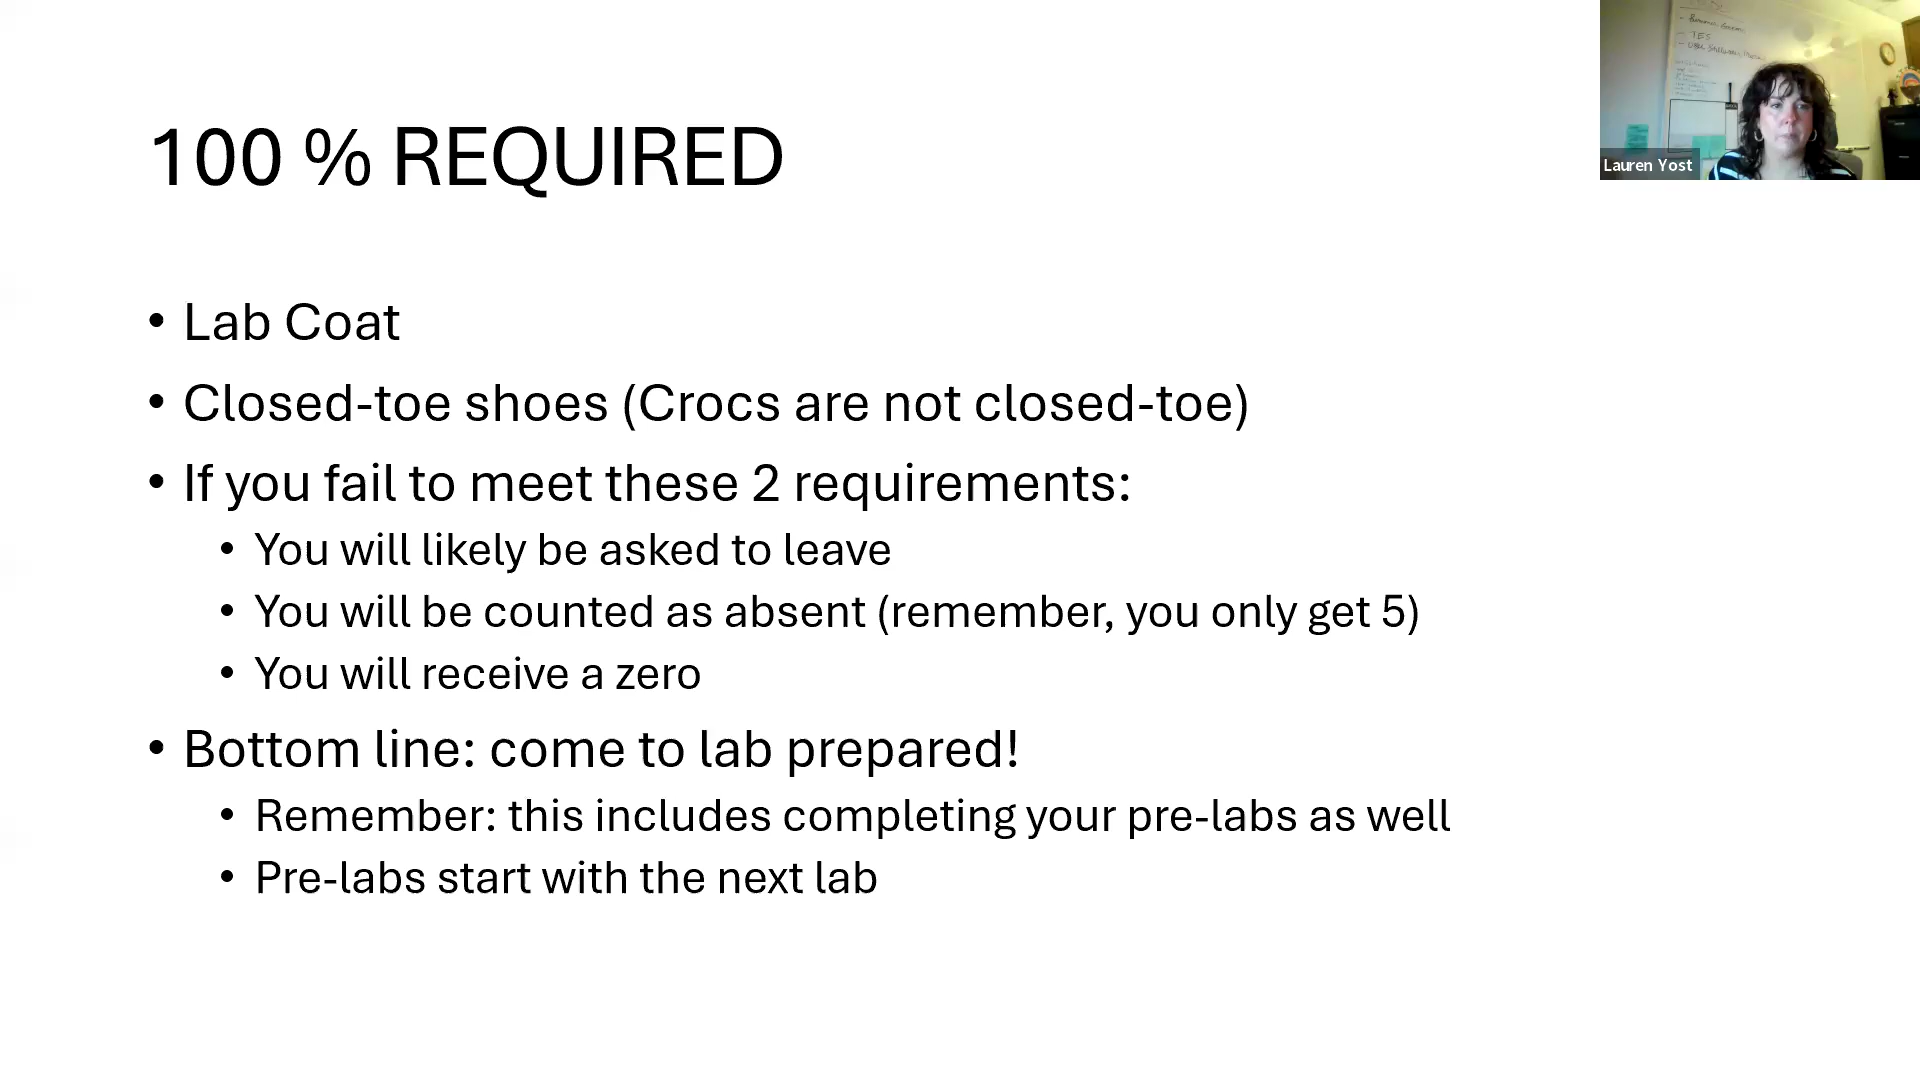 100 % REQUIRED
• Lab Coat
• Closed-toe shoes (Crocs are not closed-toe)
• If you fail to meet these 2 requirements:
• You will likely be asked to leave
• You will be counted as absent (remember, you only get 5)
• You will receive a zero
• Bottom line: come to lab prepared!
• Remember: this includes completing your pre-labs as well
• Pre-labs start with the next lab
- TES
Lauren Yost